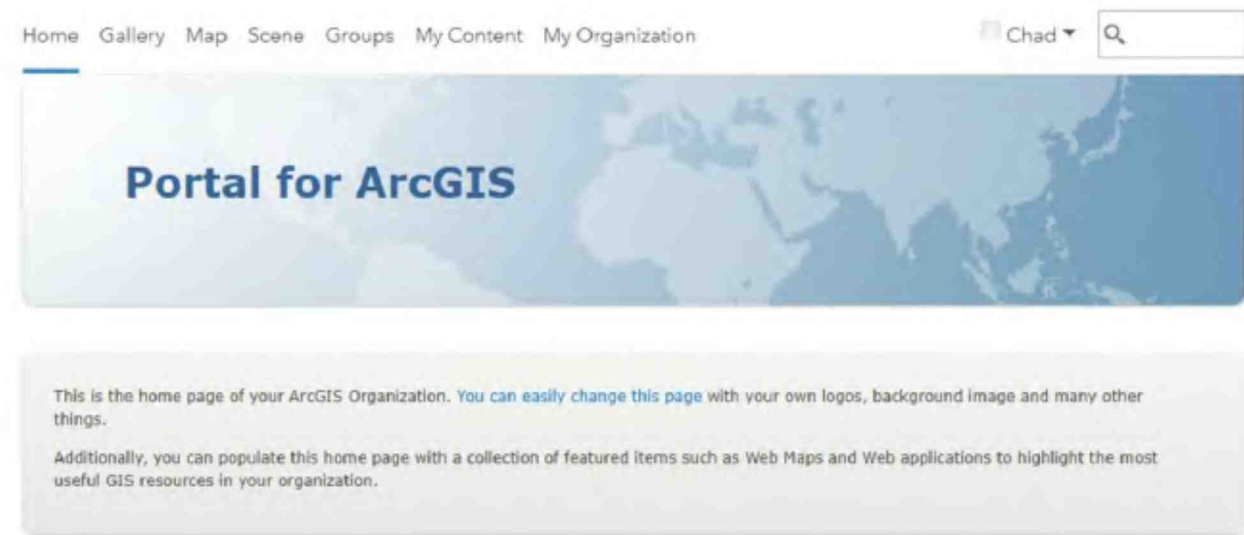 Home Gallery Map Scene Groups My Content My Organization Chad
Portal for ArcGIS
This is the home page of your ArcGIS Organization. You can easily change this page with your own logos, background image and many other
things.
Additionally, you can populate this home page with a collection of featured items such as Web Maps and Web applications to highlight the most
useful GIS resources in your organization.